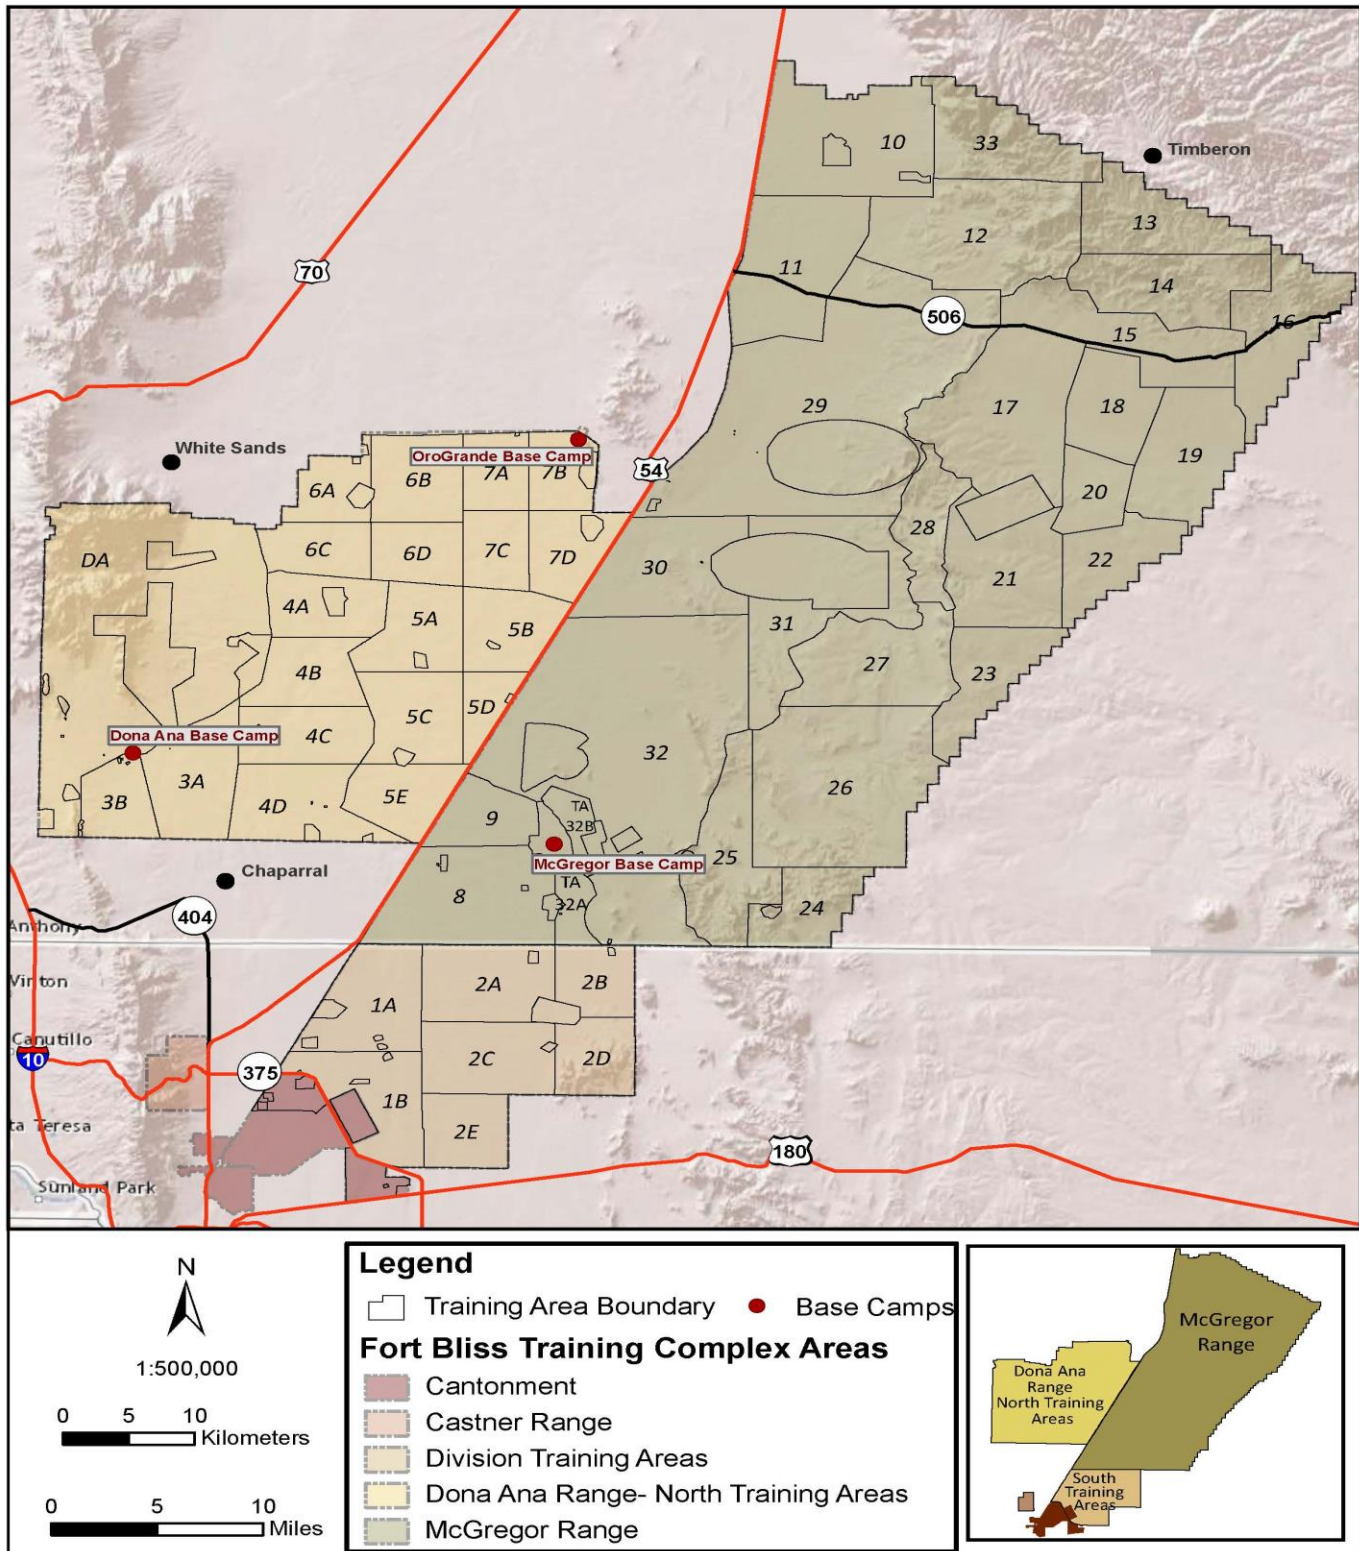 10
33
Timberon
13
12
70
11
14
506
16
15
29
17
18
White Sands
OroGrande Base Camp
7A
7B
54
19
6A
6B
20
28
DA
6C
6D
7C
7D
30
22
21
4A
5A
5B
31
4B
27
23
5C
5D
Dona Ana Base Camp
4C
32
3A
3B
4D
5E
26
9
TA
32B
McGregor Base Camp
25
Chaparral
8
TA
32A
24
404
Anthony
Vinton
1A
2A
2B
Canutillo
10
2C
2D
375
1B
ta Teresa
2E
180
Sunland Park
N
1:500,000
0 5 10
Kilometers
0 5 10
Miles
Legend
Training Area Boundary
Base Camps
Fort Bliss Training Complex Areas
Cantonment
Castner Range
Division Training Areas
Dona Ana Range- North Training Areas
McGregor Range
McGregor
Range
Dona Ana
Range
North Training
Areas
South
Training
Areas